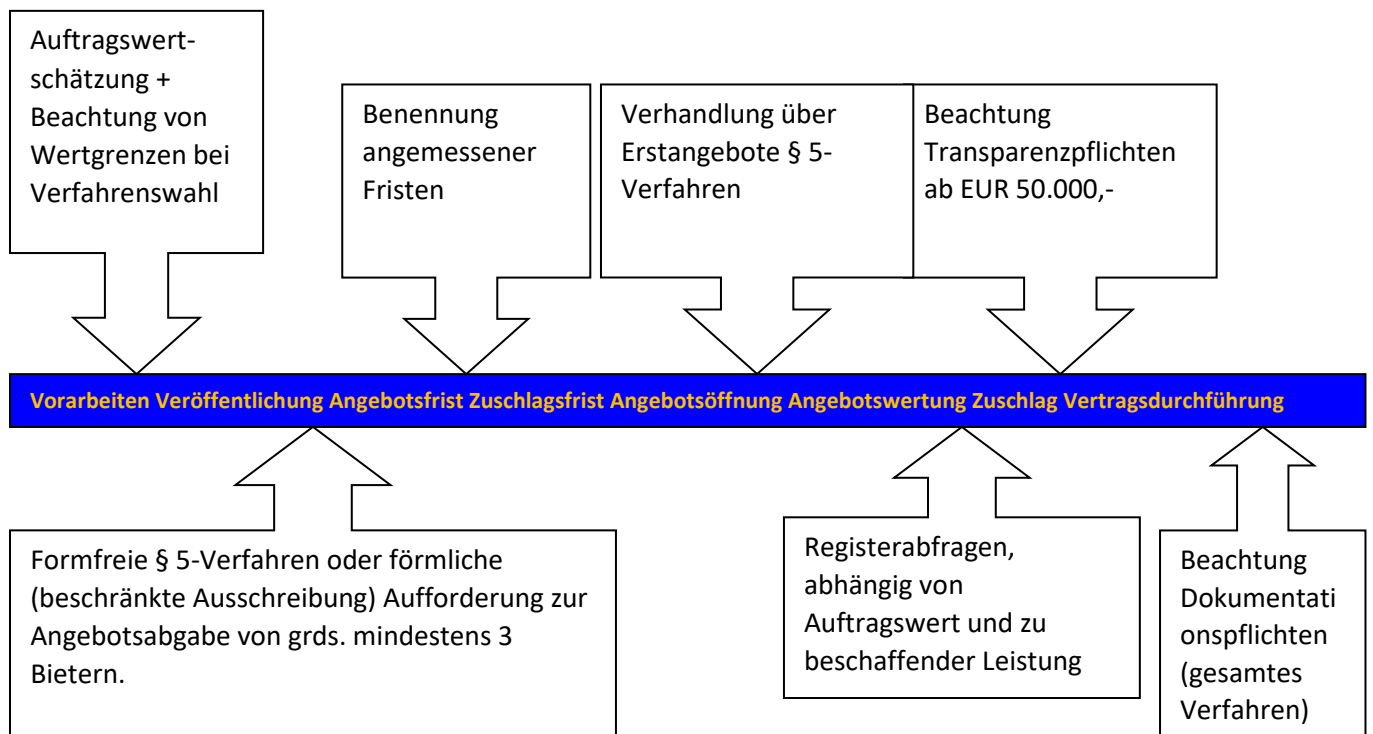 Auftragswert-
schätzung +
Beachtung von
Wertgrenzen bei
Verfahrenswahl
Benennung
angemessener
Fristen
Verhandlung über
Erstangebote § 5-
Verfahren
Beachtung
Transparenzpflichten
ab EUR 50.000,-
Vorarbeiten Veröffentlichung Angebotsfrist Zuschlagsfrist Angebotsöffnung Angebotswertung Zuschlag Vertragsdurchführung
Formfreie § 5-Verfahren oder förmliche
(beschränkte Ausschreibung) Aufforderung zur
Angebotsabgabe von grds. mindestens 3
Bietern.
Registerabfragen,
abhängig von
Auftragswert und zu
beschaffender Leistung
Beachtung
Dokumentati
onspflichten
(gesamtes
Verfahren)